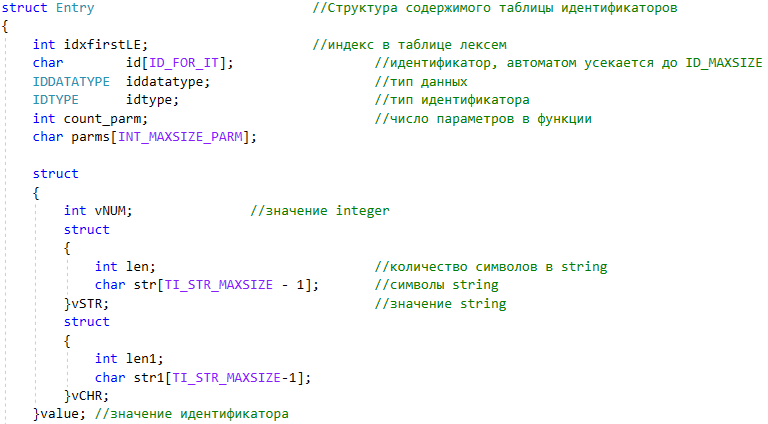 struct Entry //Структура содержимого таблицы идентификаторов
{
int idxfirstLE; //индекс в таблице лексем
char id[ID_FOR_IT]; //идентификатор, автоматом усекается до ID_MAXSIZE
IDDATATYPE iddatatype; //тип данных
IDTYPE idtype; //тип идентификатора
int count_parm; //число параметров в функции
char parms[INT_MAXSIZE_PARM];
struct
{
int vNUM; //значение integer
struct
{
int len; //количество символов в string
char str[TI_STR_MAXSIZE - 1]; //символы string
}vSTR; //значение string
struct
{
int len1;
char str1[TI_STR_MAXSIZE-1];
}vCHR;
}value; //значение идентификатора